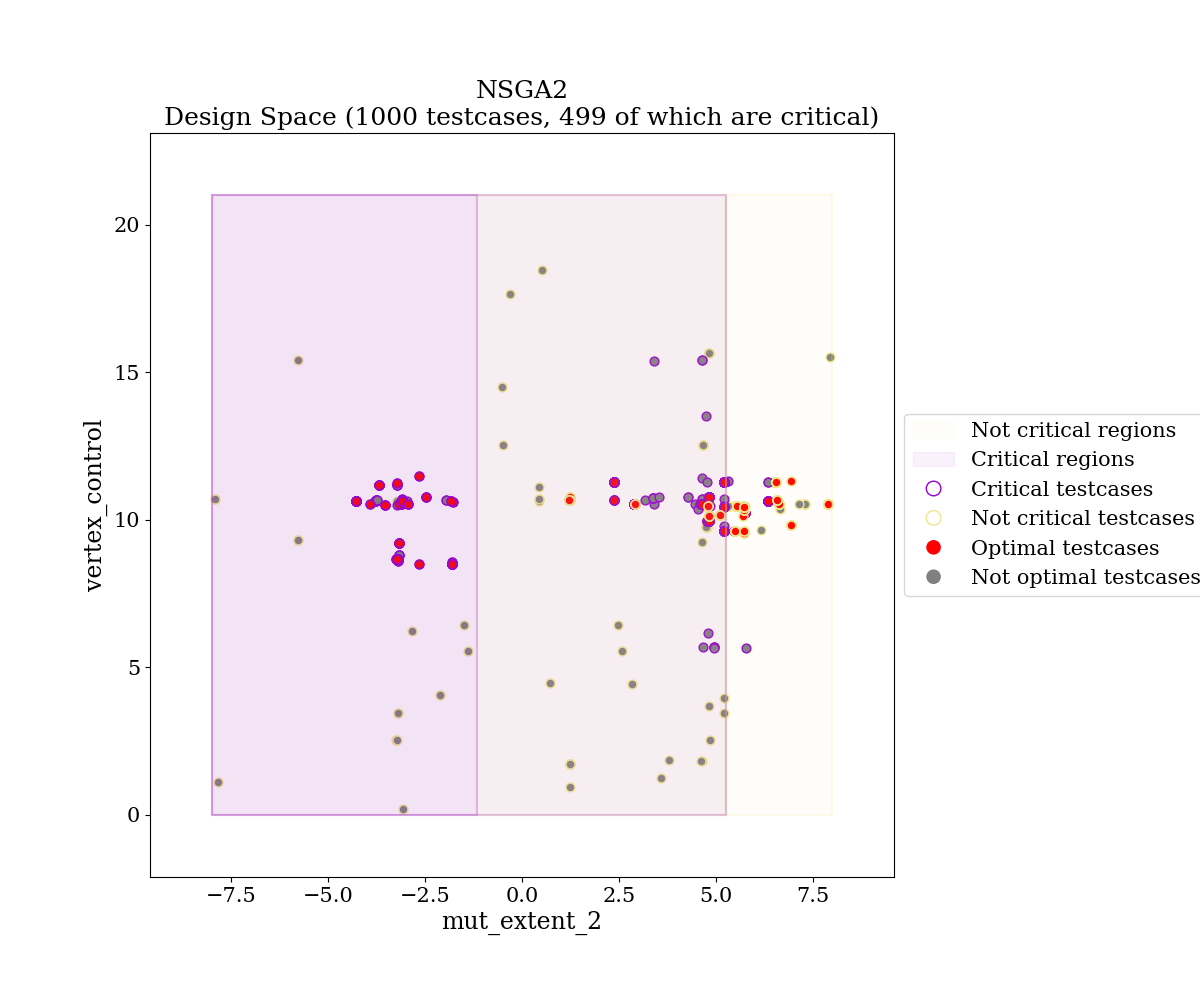 NSGA2
Design Space (1000 testcases, 499 of which are critical)
20
15
10
5
0
vertex_control
−7.5
−5.0
−2.5
0.0
2.5
5.0
7.5
mut_extent_2
Not critical regions
Critical regions
Critical testcases
Not critical testcases
Optimal testcases
Not optimal testcases